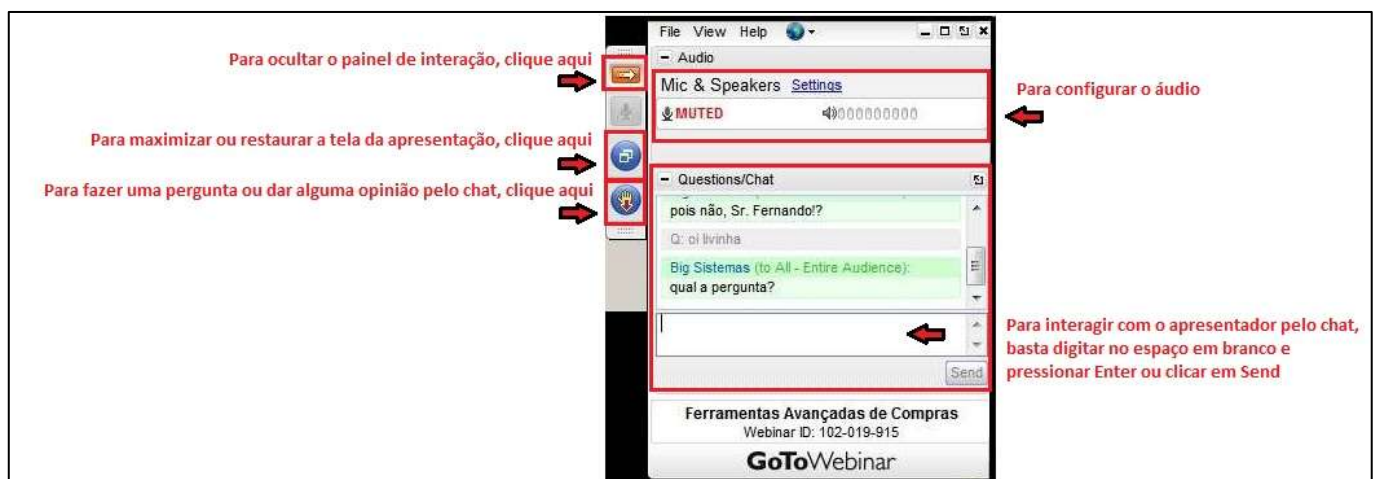 File View Help
Para ocultar o painel de interação, clique aqui
- Audio
Mic & Speakers Settings
Para configurar o áudio
MUTED
Para maximizar ou restaurar a tela da apresentação, clique aqui
Para fazer uma pergunta ou dar alguma opinião pelo chat, clique aqui
- Questions/Chat
pois não, Sr. Fernando!?
Q: oi livinha
Big Sistemas (to All - Entire Audience):
qual a pergunta?
Para interagir com o apresentador pelo chat,
basta digitar no espaço em branco e
pressionar Enter ou clicar em Send
Send
Ferramentas Avançadas de Compras
Webinar ID: 102-019-915
GoToWebinar